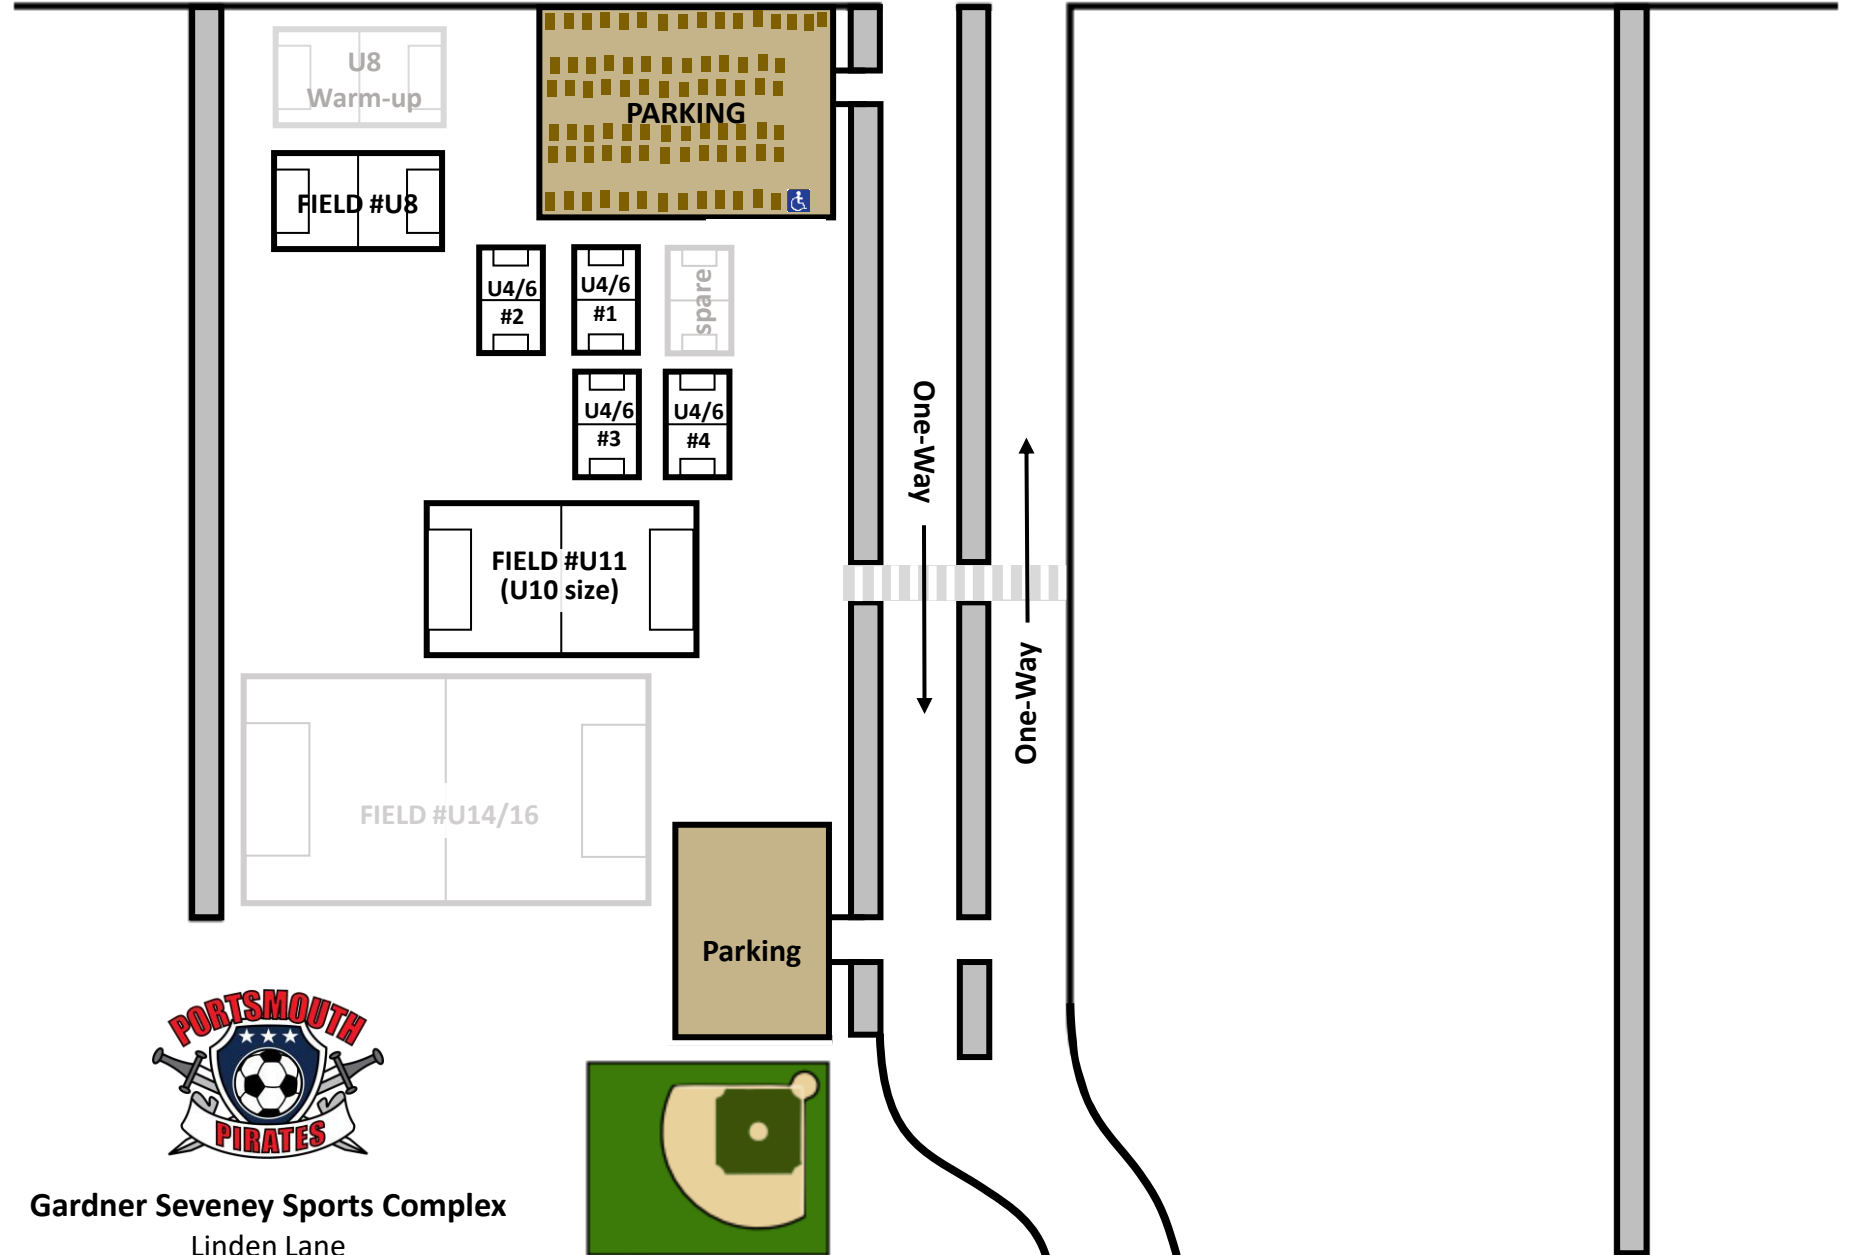 U8
Warm-up
PARKING
FIELD #U8
U4/6
#2
U4/6
#1
spare
U4/6
#3
U4/6
#4
One-Way
FIELD #U11
(U10 size)
One-Way
FIELD #U14/16
Parking
PORTSMOUTH
PIRATES
Gardner Seveney Sports Complex
Linden Lane